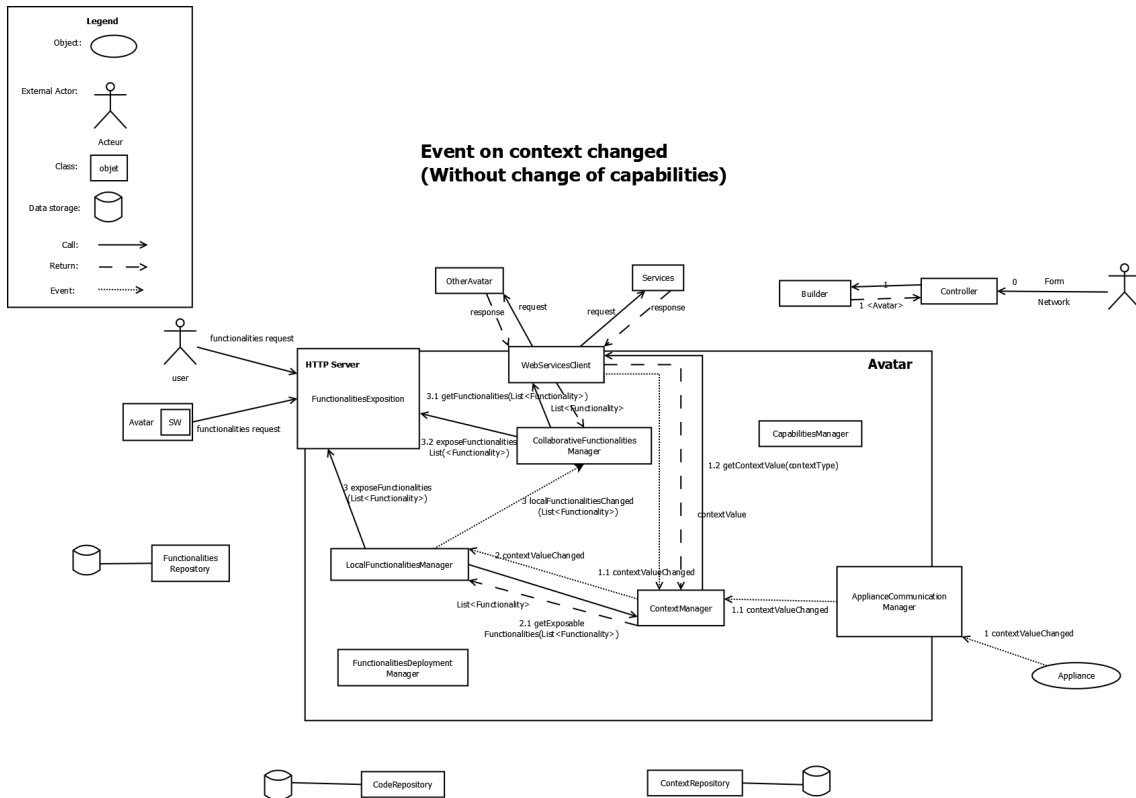 Legend
Object:
External Actor:
Acteur
Class:
objet
Data storage:
Call:
Return:
Event:
Event on context changed
(Without change of capabilities)
OtherAvatar
Services
request
response
request
response
Builder
1
1 <Avatar>
Controller
0
Form
Network
user
functionalities request
Avatar
SW
functionalities request
HTTP Server
FunctionalitiesExposition
WebServicesClient
Avatar
3.1 getFunctionalities(List<Functionality>)
List<Functionality>
3.2 exposeFunctionalities
List(<Functionality>)
CollaborativeFunctionalities
Manager
CapabilitiesManager
1.2 getContextValue(contextType)
contextValue
3 exposeFunctionalities
(List<Functionality>)
3 localFunctionalitiesChanged
(List<Functionality>)
Functionalities
Repository
LocalFunctionalitiesManager
2. contextValueChanged
1.1 contextValueChanged
List<Functionality>
2.1 getExposable
Functionalities(List<Functionality>)
ContextManager
1.1 contextValueChanged
ApplianceCommunication
Manager
1 contextValueChanged
Appliance
FunctionalitiesDeployment
Manager
CodeRepository
ContextRepository